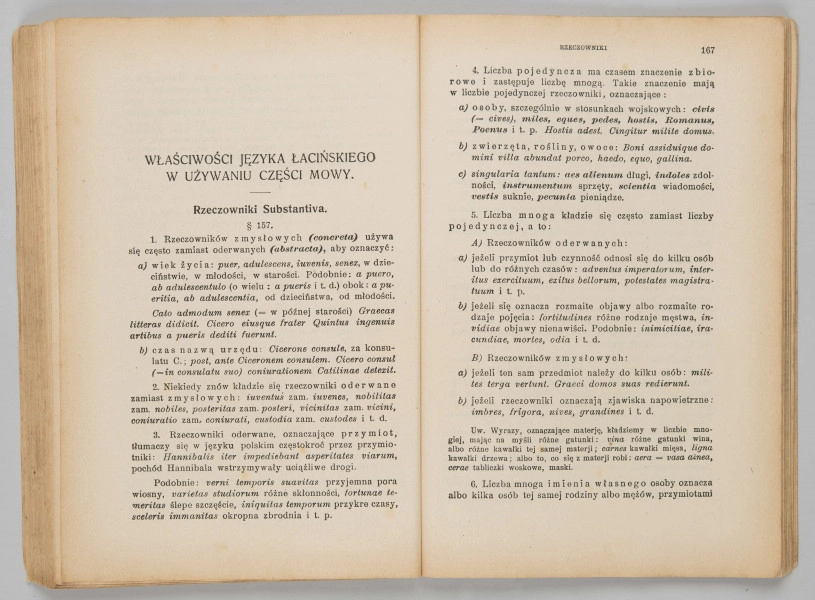 WŁAŚCIWOŚCI JĘZYKA ŁACIŃSKIEGO
W UŻYWANIU CZĘŚCI MOWY.
Rzeczowniki Substantiva.
§ 157.
1. Rzeczowników zmysłowych (concreta) używa
się często zamiast oderwanych (abstracta), aby oznaczyć:
a) wiek życia: puer, adulescens, iuvenis, senex, w dzie-
ciństwie, w młodości, w starości. Podobnie: a puero,
ab adulescentulo (o wielu: a pueris i t. d.) obok: a pu-
eritia, ab adulescentia, od dzieciństwa, od młodości.
Cato admodum senex (= w późnej starości) Graecas
litteras didicit. Cicero eiusque frater Quintus ingenuis
artibus a pueris dediti fuerunt.
b) czas nazwą urzędu: Cicerone consule, za konsu-
latu C.; post, ante Ciceronem consulem. Cicero consul
(=in consulatu suo) coniurationem Catilinae detexit.
2. Niekiedy znów kładzie się rzeczowniki oderwane
zamiast zmysłowych: iuventus zam. iuvenes, nobilitas
zam. nobiles, posteritas zam. posteri, vicinitas zam. vicini,
coniuratio zam. coniurati, custodia zam. custodes i t. d.
3. Rzeczowniki oderwane, oznaczające przymiot,
tłumaczy się w języku polskim częstokroć przez przymio-
tniki: Hannibalis iter impediebant asperitates viarum,
pochód Hannibala wstrzymywały uciążliwe drogi.
Podobnie: verni temporis suavitas przyjemna pora
wiosny, varietas studiorum różne skłonności, fortunae te-
meritas ślepe szczęście, iniquitas temporum przykre czasy,
sceleris immanitas okropna zbrodnia i t. p.
RZECZOWNIKI 167
4. Liczba pojedyncza ma czasem znaczenie zbio-
rowe i zastępuje liczbę mnogą. Takie znaczenie mają
w liczbie pojedynczej rzeczowniki, oznaczające:
a) osoby, szczególnie w stosunkach wojskowych: civis
(= cives), miles, eques, pedes, hostis, Romanus,
Poenus i t. p. Hostis adest. Cingitur milite domus.
b) zwierzęta, rośliny, owoce: Boni assiduique do-
mini villa abundat porco, haedo, equo, gallina.
c) singularia tantum: aes alienum długi, indoles zdol-
ności, instrumentum sprzęty, scientia wiadomości,
vestis suknie, pecunia pieniądze.
5. Liczba mnoga kładzie się często zamiast liczby
pojedynczej, a to:
A) Rzeczowników oderwanych:
a) jeżeli przymiot lub czynność odnosi się do kilku osób
lub do różnych czasów: adventus imperatorum, inter-
itus exercituum, exitus bellorum, potestates magistra-
tuum i t. p.
b) jeżeli się oznacza rozmaite objawy albo rozmaite ro-
dzaje pojęcia: fortitudines różne rodzaje męstwa, in-
vidiae objawy nienawiści. Podobnie: inimicitiae, ira-
cundiae, mortes, odia i t. d.
B) Rzeczowników zmysłowych:
a) jeżeli ten sam przedmiot należy do kilku osób: mili-
tes terga vertunt. Graeci domos suas redierunt.
b) jeżeli rzeczowniki oznaczają zjawiska napowietrzne:
imbres, frigora, nives, grandines i t. d.
Uw. Wyrazy, oznaczające materję, kładziemy w liczbie mno-
giej, mając na myśli różne gatunki: vina różne gatunki wina,
albo różne kawałki tej samej materji; carnes kawałki mięsa, ligna
kawałki drzewa; albo to, co się z materji robi: aera = vasa ainea,
cerae tabliczki woskowe, maski.
6. Liczba mnoga imienia własnego osoby oznacza
albo kilka osób tej samej rodziny albo mężów, przymiotami